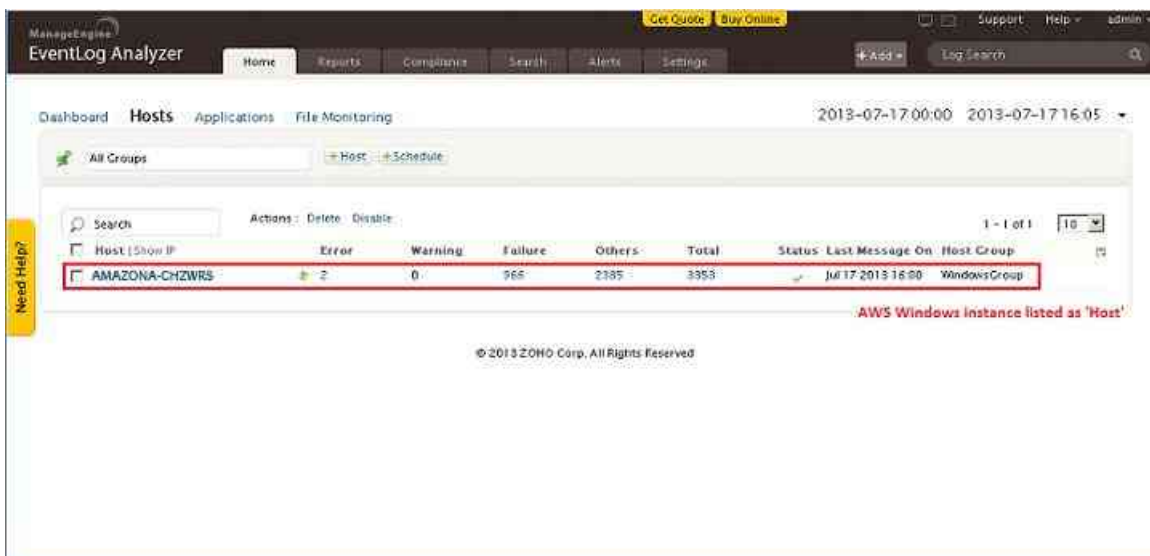 Get Quote Buy Online Support Help admin
ManageEngine
EventLog Analyzer
Home Reports Compliance Search Alerts Settings +Add Log Search
Dashboard Hosts Applications File Monitoring 2013-07-17 00:00 2013-07-17 16:05
All Groups +Host +Schedule
Search Actions : Delete Disable 1 - 1 of 1 10
Host | Show IP Error Warning Failure Others Total Status Last Message On Host Group
AMAZONA-CHZWRS 2 0 966 2385 3353 Jul 17 2013 16:00 WindowsGroup
Need Help?
AWS Windows instance listed as 'Host'
© 2013 ZOHO Corp. All Rights Reserved